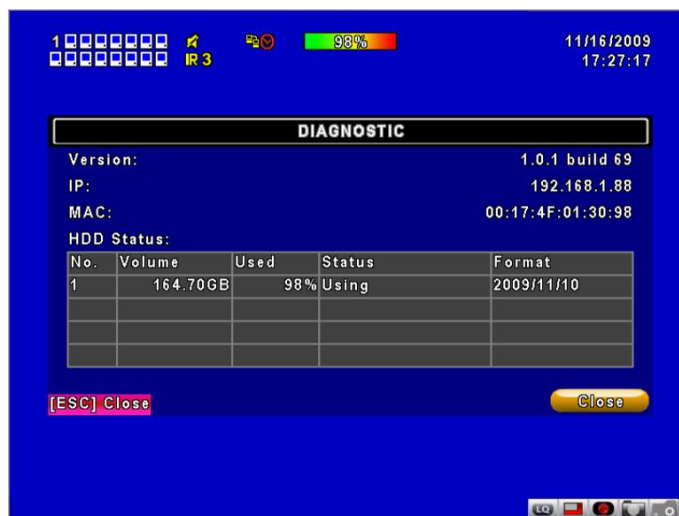 1 98% 11/16/2009
IR 3 17:27:17
DIAGNOSTIC
Version: 1.0.1 build 69
IP: 192.168.1.88
MAC: 00:17:4F:01:30:98
HDD Status:
No. Volume Used Status Format
1 164.70GB 98% Using 2009/11/10
[ESC] Close Close
LQ